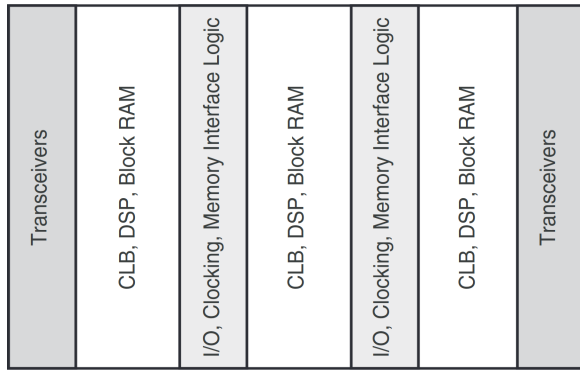 Transceivers
CLB, DSP, Block RAM
I/O, Clocking, Memory Interface Logic
CLB, DSP, Block RAM
I/O, Clocking, Memory Interface Logic
CLB, DSP, Block RAM
Transceivers